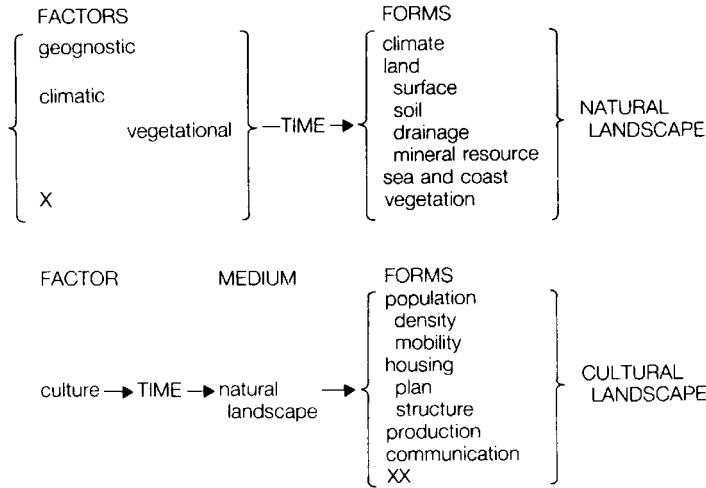 FACTORS
geognostic
climatic
vegetational
X
TIME
FORMS
climate
land
surface
soil
drainage
mineral resource
sea and coast
vegetation
NATURAL
LANDSCAPE
FACTOR
culture
TIME
MEDIUM
natural
landscape
FORMS
population
density
mobility
housing
plan
structure
production
communication
XX
CULTURAL
LANDSCAPE